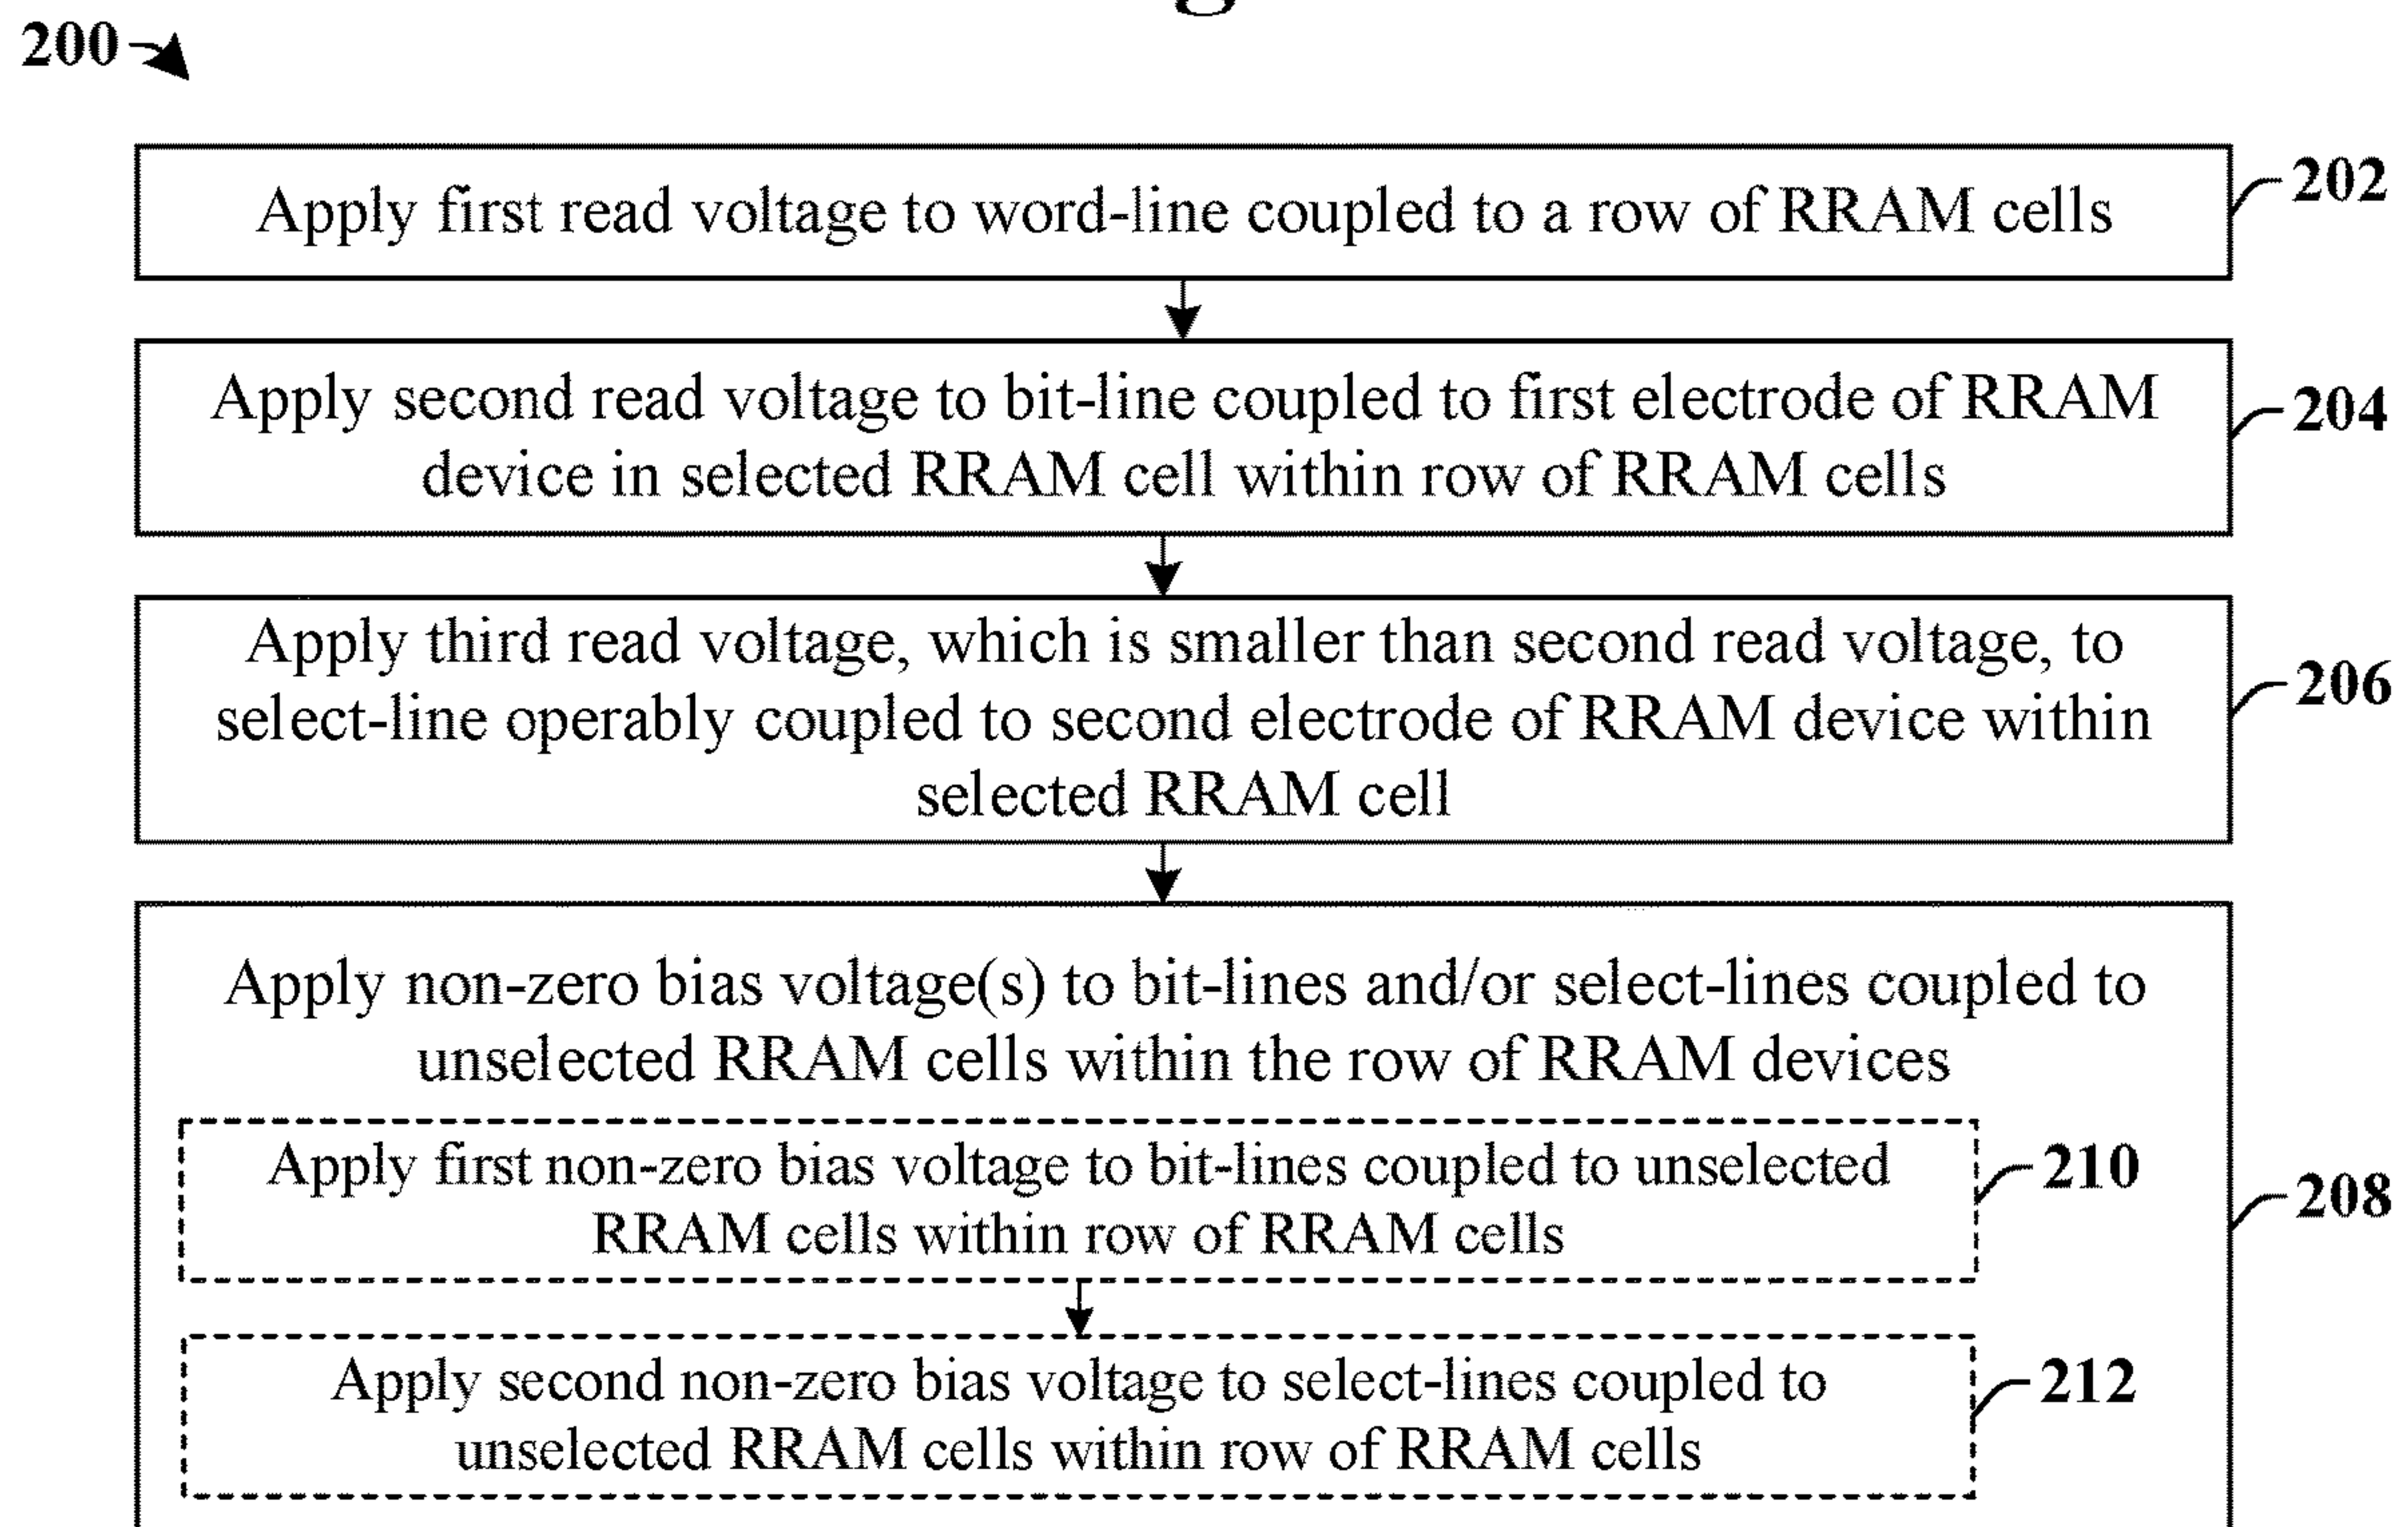 200
Apply first read voltage to word-line coupled to a row of RRAM cells
202
Apply second read voltage to bit-line coupled to first electrode of RRAM
device in selected RRAM cell within row of RRAM cells
204
Apply third read voltage, which is smaller than second read voltage, to
select-line operably coupled to second electrode of RRAM device within
selected RRAM cell
206
Apply non-zero bias voltage(s) to bit-lines and/or select-lines coupled to
unselected RRAM cells within the row of RRAM devices
Apply first non-zero bias voltage to bit-lines coupled to unselected
RRAM cells within row of RRAM cells
210
208
Apply second non-zero bias voltage to select-lines coupled to
unselected RRAM cells within row of RRAM cells
212